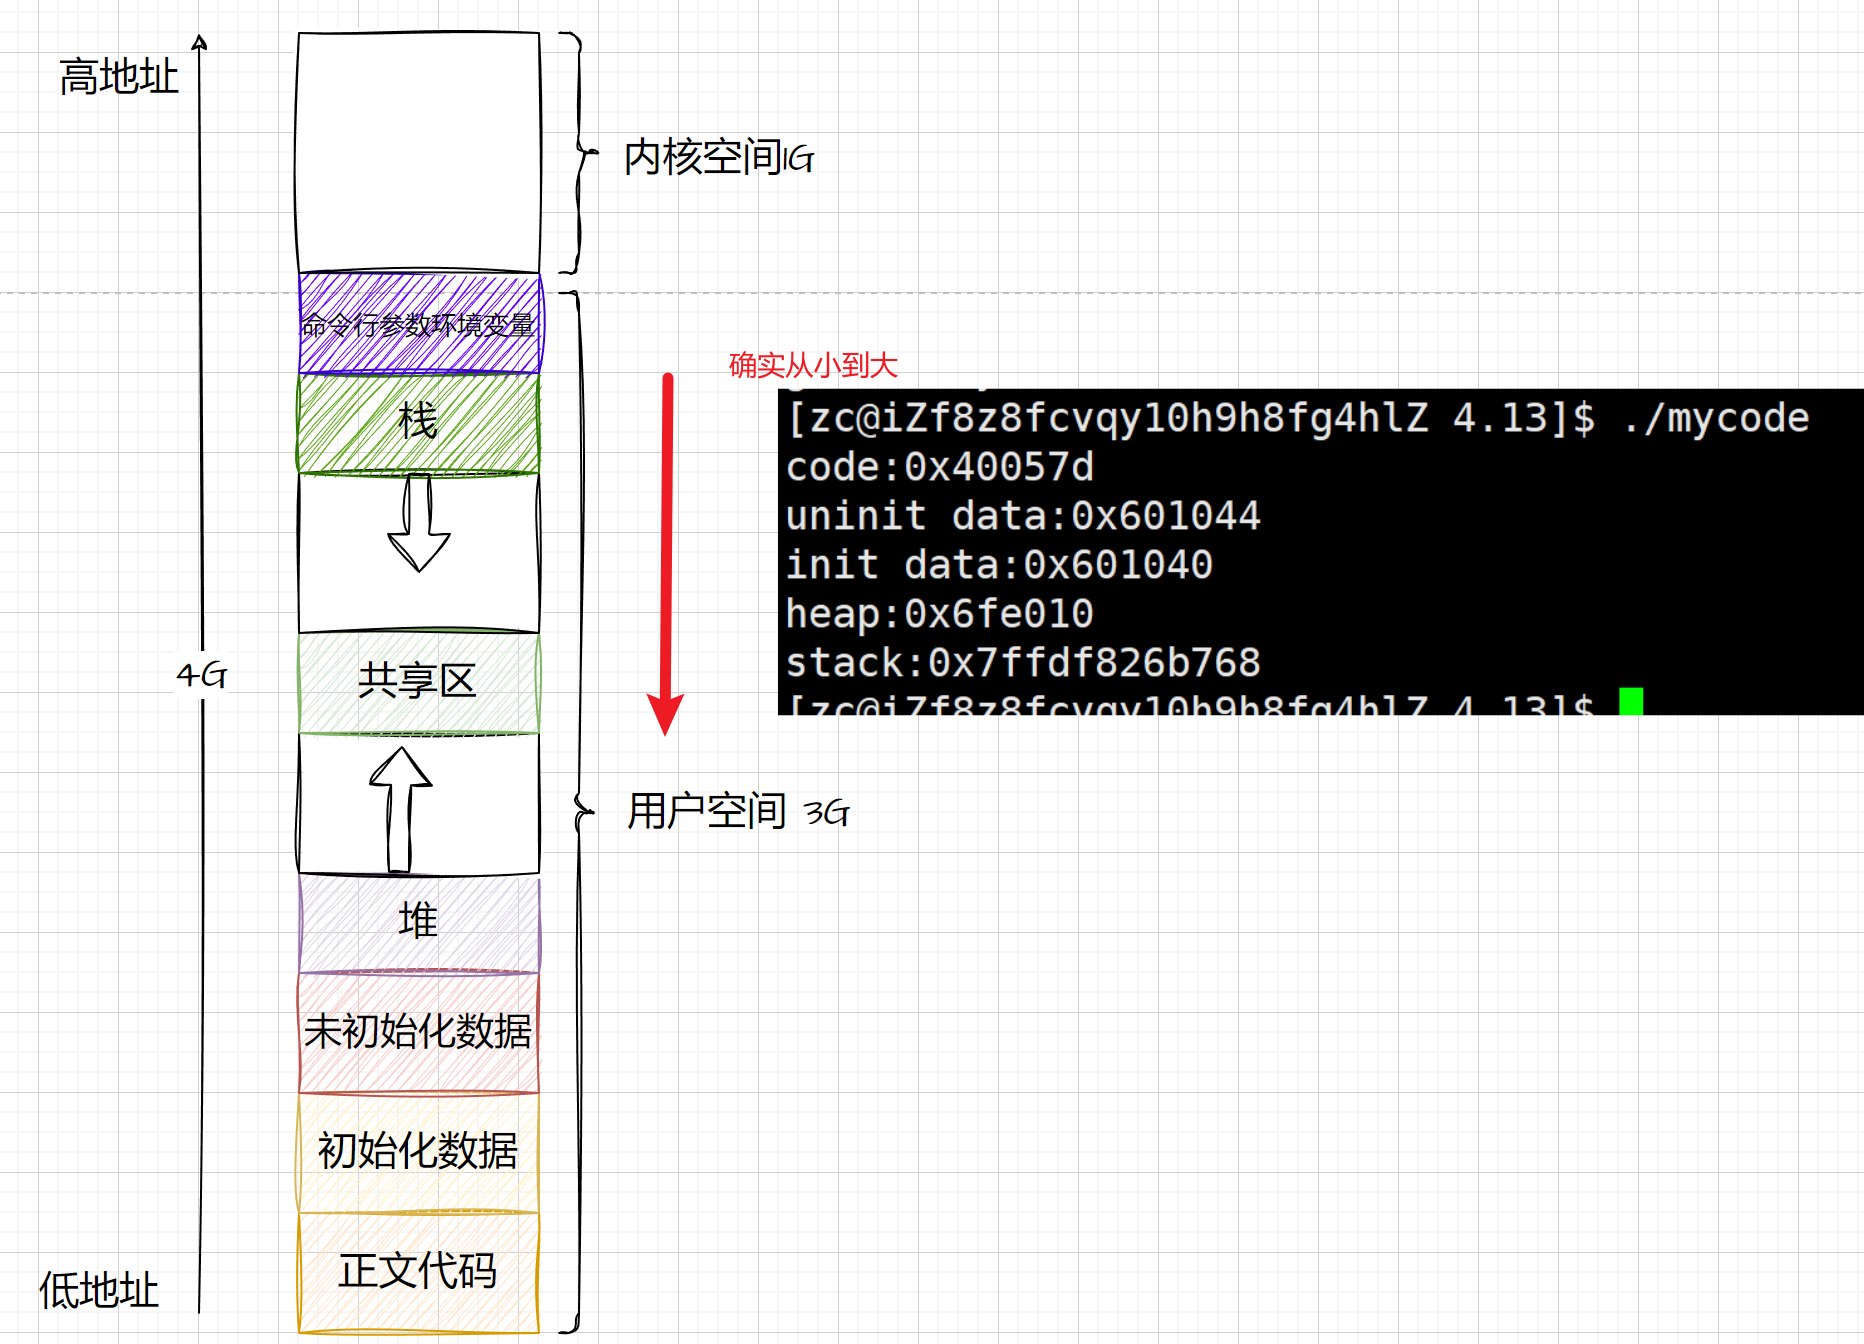 高地址
内核空间1G
命令行参数环境变量
确实从小到大
栈
[zc@iZf8z8fcvqy10h9h8fg4hlZ 4.13]$ ./mycode
code:0x40057d
uninit data:0x601044
init data:0x601040
heap:0x6fe010
stack:0x7ffdf826b768
[zc@iZf8z8fcvqy10h9h8fg4hlZ 4.13]$
4G
共享区
用户空间 3G
堆
未初始化数据
初始化数据
正文代码
低地址